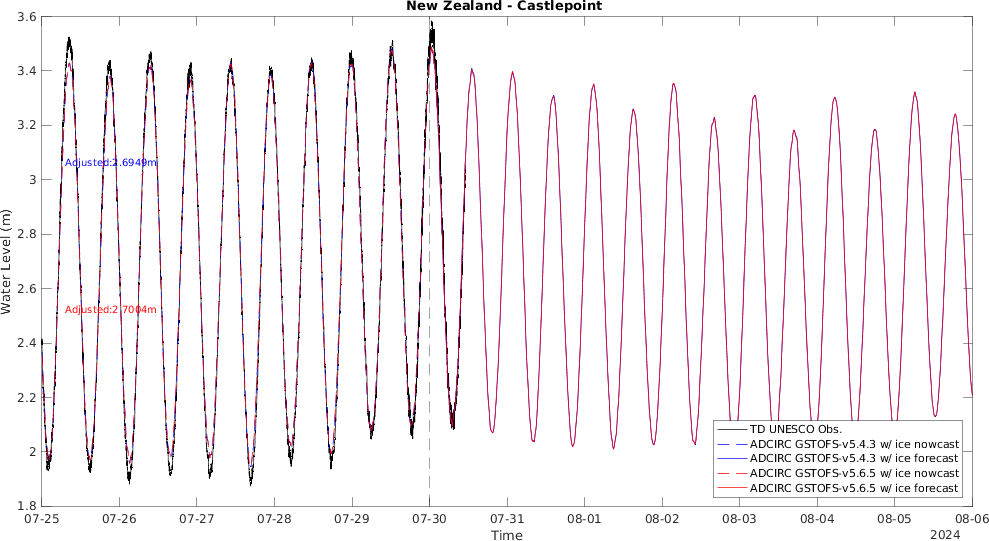 New Zealand - Castlepoint
Water Level (m)
3.6
3.4
3.2
3
2.8
2.6
2.4
2.2
2
1.8
Adjusted:2.6949m
Adjusted:2.7004m
TD UNESCO Obs.
ADCIRC GSTOFS-v5.4.3 w/ ice nowcast
ADCIRC GSTOFS-v5.4.3 w/ ice forecast
ADCIRC GSTOFS-v5.6.5 w/ ice nowcast
ADCIRC GSTOFS-v5.6.5 w/ ice forecast
07-25 07-26 07-27 07-28 07-29 07-30 07-31 08-01 08-02 08-03 08-04 08-05 08-06
Time
2024